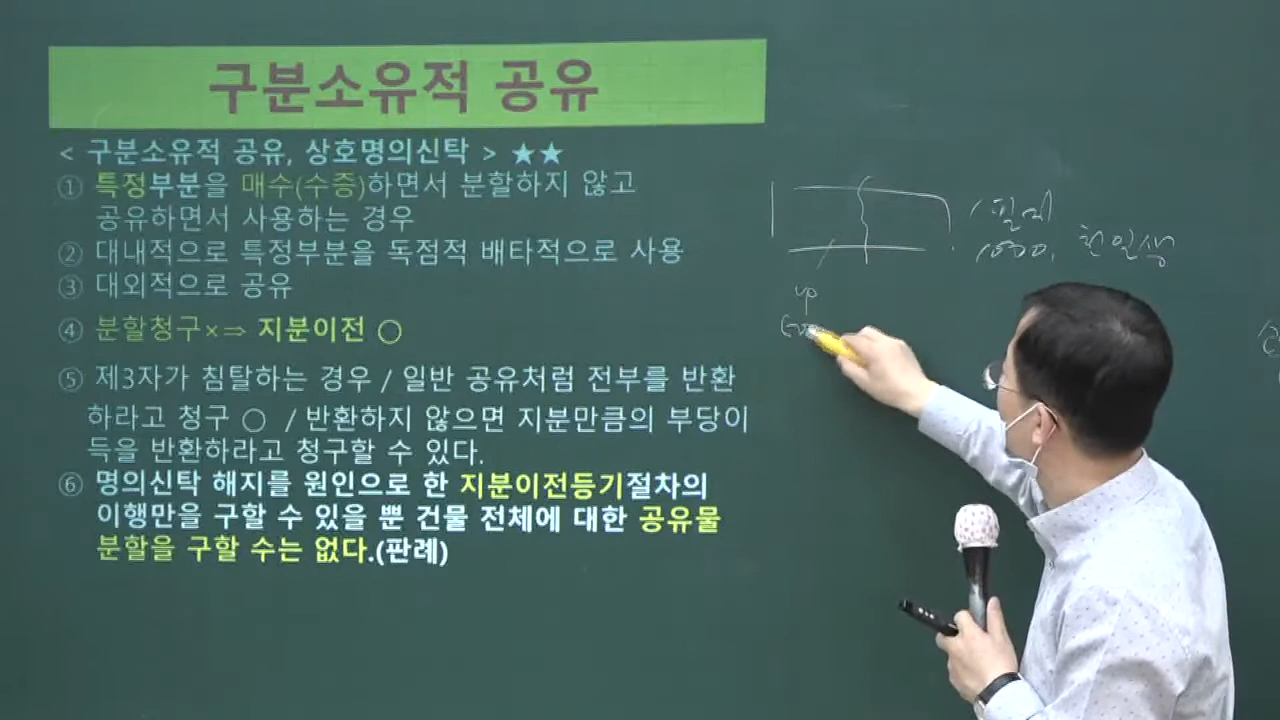 구분소유적 공유
< 구분소유적 공유, 상호명의신탁 > ★★
① 특정부분을 매수(수증)하면서 분할하지 않고
공유하면서 사용하는 경우
② 대내적으로 특정부분을 독점적 배타적으로 사용
③ 대외적으로 공유
④ 분할청구×⇒ 지분이전 ○
⑤ 제3자가 침탈하는 경우 / 일반 공유처럼 전부를 반환
하라고 청구 ○ / 반환하지 않으면 지분만큼의 부당이
득을 반환하라고 청구할 수 있다.
⑥ 명의신탁 해지를 원인으로 한 지분이전등기절차의
이행만을 구할 수 있을 뿐 건물 전체에 대한 공유물
분할을 구할 수는 없다.(판례)